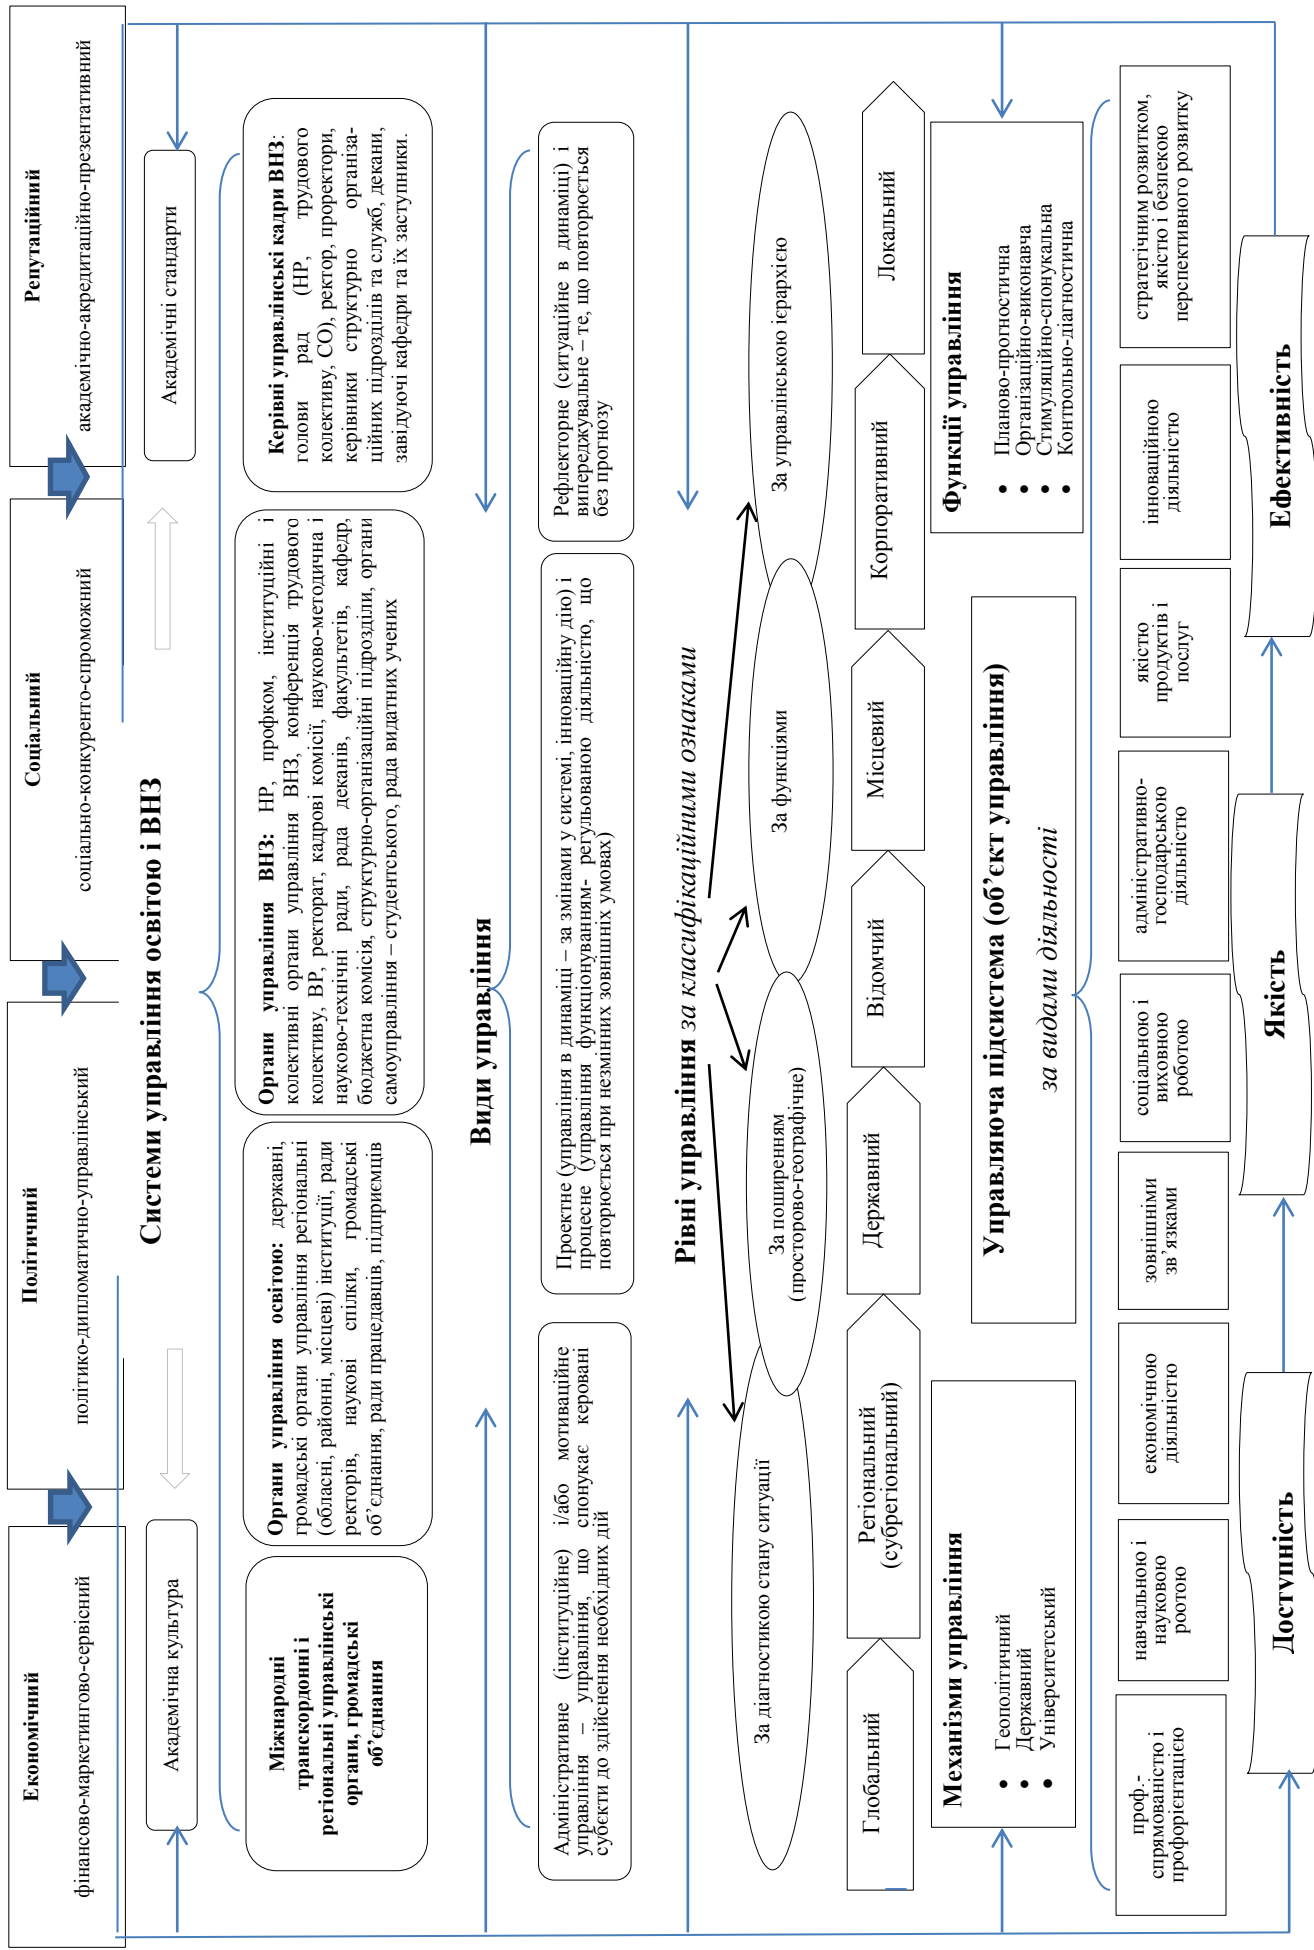 Економічний
фінансово-маркетингово-сервісний
Політичний
політико-дипломатично-управлінський
Соціальний
соціально-конкуренто-спроможний
Репутаційний
академічно-акредитаційно-презентативний
Системи управління освітою і ВНЗ
Академічна культура
Академічні стандарти
Міжнародні
транскордонні і
регіональні управлінські
органи, громадські
об’єднання
Органи управління освітою: державні,
громадські органи управління регіональні
(обласні, районні, місцеві) інституції, ради
ректорів, наукові спілки, громадські
об’єднання, ради працедавців, підприємців
Органи управління ВНЗ: НР, профком, інституційні і
колективні органи управління ВНЗ, конференція трудового
колективу, ВР, ректорат, кадрові комісії, науково-методична і
науково-технічні ради, рада деканів, факультетів, кафедр,
бюджетна комісія, структурно-організаційні підрозділи, органи
самоуправління – студентського, рада видатних учених
Керівні управлінські кадри ВНЗ:
голови рад (НР, трудового
колективу, СО), ректор, проректори,
керівники структурно організа-
ційних підрозділів та служб, декани,
завідуючі кафедри та їх заступники.
Види управління
Адміністративне (інституційне) і/або мотиваційне
управління – управління, що спонукає керовані
субєкти до здійснення необхідних дій
Проектне (управління в динаміці – за змінами у системі, інноваційну дію) і
процесне (управління функціонуванням- регульованою діяльністю, що
повторюється при незмінних зовнішніх умовах)
Рефлекторне (ситуаційне в динаміці) і
випереджувальне – те, що повторюється
без прогнозу
Рівні управління за класифікаційними ознаками
За діагностикою стану ситуації
За поширенням
(просторово-географічне)
За функціями
За управлінською ієрархією
Глобальний
Регіональний
(субрегіональний)
Державний
Відомчий
Місцевий
Корпоративний
Локальний
Механізми управління
• Геополітичний
• Державний
• Університетський
Управляюча підсистема (об’єкт управління)
за видами діяльності
Функції управління
• Планово-прогностична
• Організаційно-виконавча
• Стимуляційно-спонукальна
• Контрольно-діагностична
проф.-
спрямованістю і
профорієнтацією
навчальною і
науковою
роотою
економічною
діяльністю
зовнішніми
зв’язками
соціальною і
виховною
роботою
адміністративно-
господарською
діяльністю
якістю
продуктів і
послуг
інноваційною
діяльністю
стратегічним розвитком,
якістю і безпекою
перспективного розвитку
Доступність
Якість
Ефективність